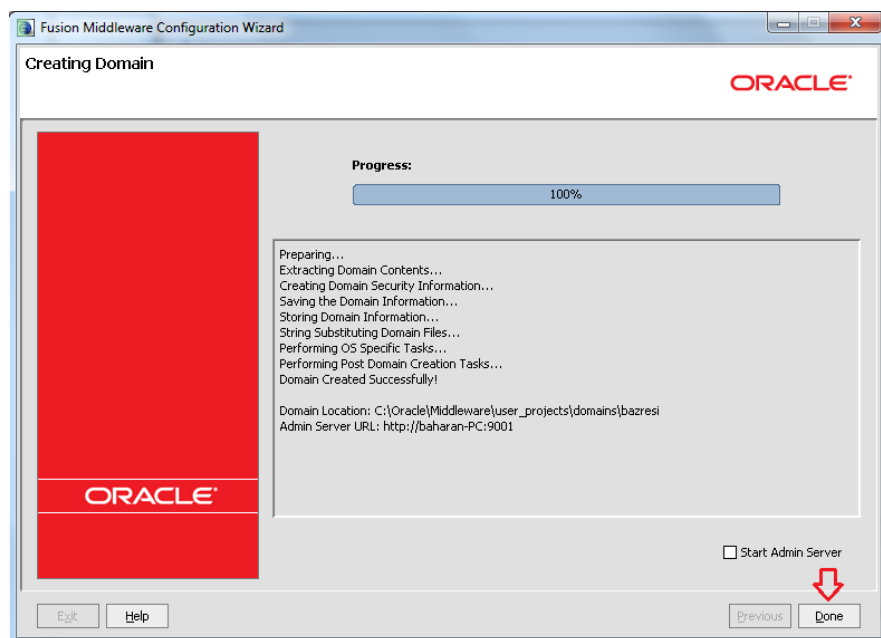 Fusion Middleware Configuration Wizard
Creating Domain
ORACLE
Progress:
100%
Preparing...
Extracting Domain Contents...
Creating Domain Security Information...
Saving the Domain Information...
Storing Domain Information...
String Substituting Domain Files...
Performing OS Specific Tasks...
Performing Post Domain Creation Tasks...
Domain Created Successfully!
Domain Location: C:\Oracle\Middleware\user_projects\domains\bazresi
Admin Server URL: http://baharan-PC:9001
ORACLE
Start Admin Server
Exit Help Previous Done